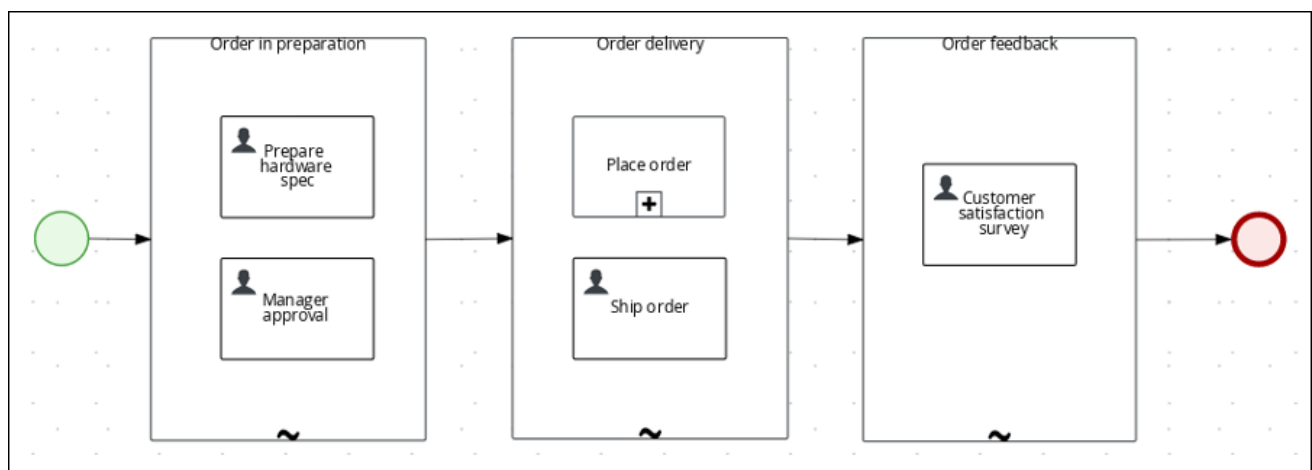 Order in preparation
Prepare
hardware
spec
Manager
approval
Order delivery
Place order
Ship order
Order feedback
Customer
satisfaction
survey